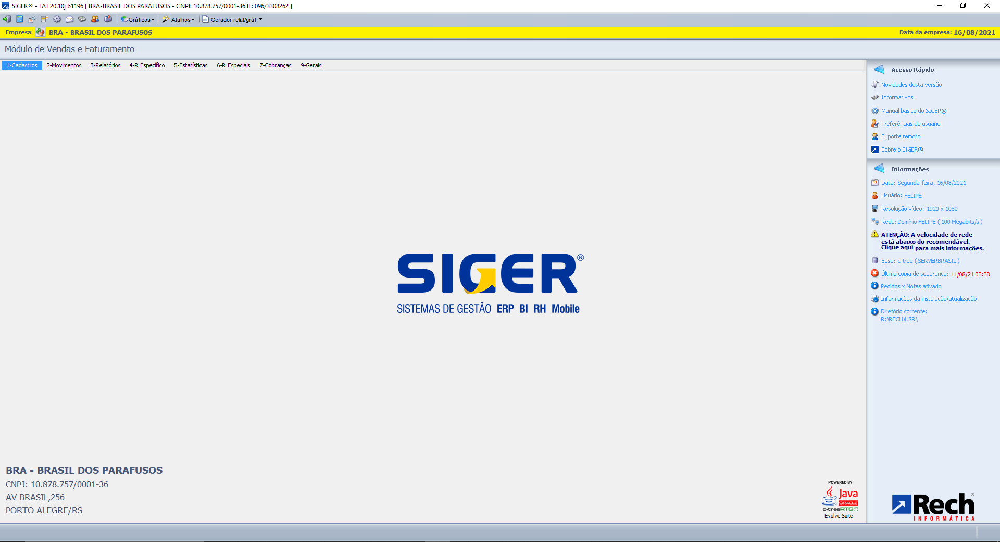 SIGER® - FAT 20.10j b1196 [ BRA-BRASIL DOS PARAFUSOS - CNPJ: 10.878.757/0001-36 IE: 096/3308262 ]
Gráficos Atalhos Gerador relat/gráf
Empresa: BRA - BRASIL DOS PARAFUSOS Data da empresa: 16/08/2021
Módulo de Vendas e Faturamento
1-Cadastros 2-Movimentos 3-Relatórios 4-R.Específico 5-Estatísticas 6-R.Especiais 7-Cobranças 9-Gerais
Acesso Rápido
Novidades desta versão
Informativos
Manual básico do SIGER®
Preferências do usuário
Suporte remoto
Sobre o SIGER®
Informações
Data: Segunda-feira, 16/08/2021
Usuário: FELIPE
Resolução vídeo: 1920 x 1080
Rede: Domínio FELIPE ( 100 Megabits/s )
ATENÇÃO: A velocidade de rede
está abaixo do recomendável.
Clique aqui para mais informações.
Base: c-tree ( SERVERBRASIL )
Última cópia de segurança: 11/08/21 03:38
Pedidos x Notas ativado
Informações da instalação/atualização
Diretório corrente:
R:\RECH\USR\
SIGER®
SISTEMAS DE GESTÃO ERP BI RH Mobile
BRA - BRASIL DOS PARAFUSOS
CNPJ: 10.878.757/0001-36
AV BRASIL,256
PORTO ALEGRE/RS
POWERED BY
Java
ORACLE
c-treeRTG
Evolve Suite
Rech®
INFORMÁTICA